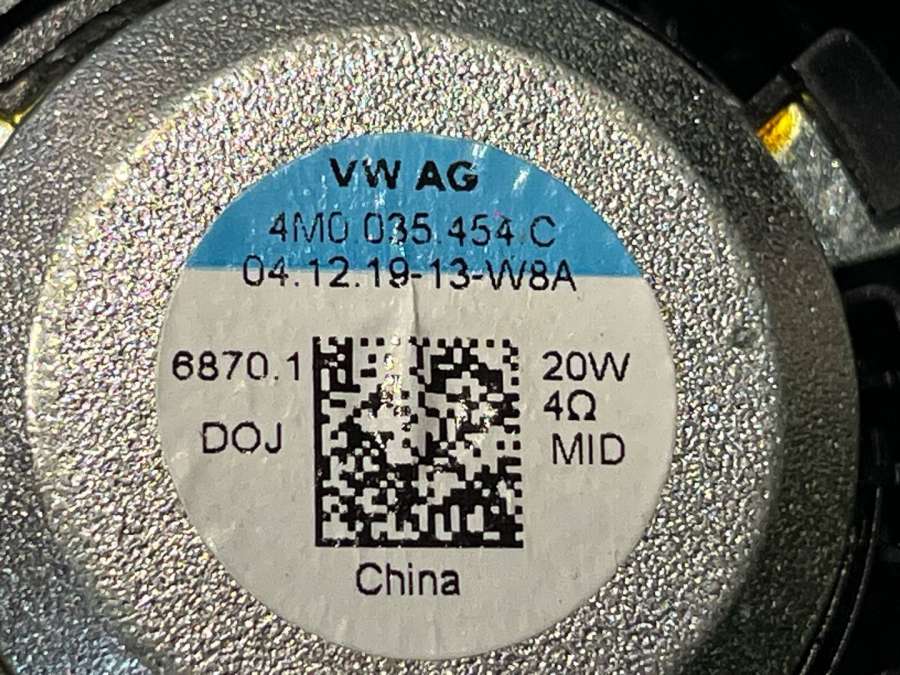 VW AG
4M0.035.454.C
04.12.19-13-W8A
6870.1
DOJ
20W
4Ω
MID
China